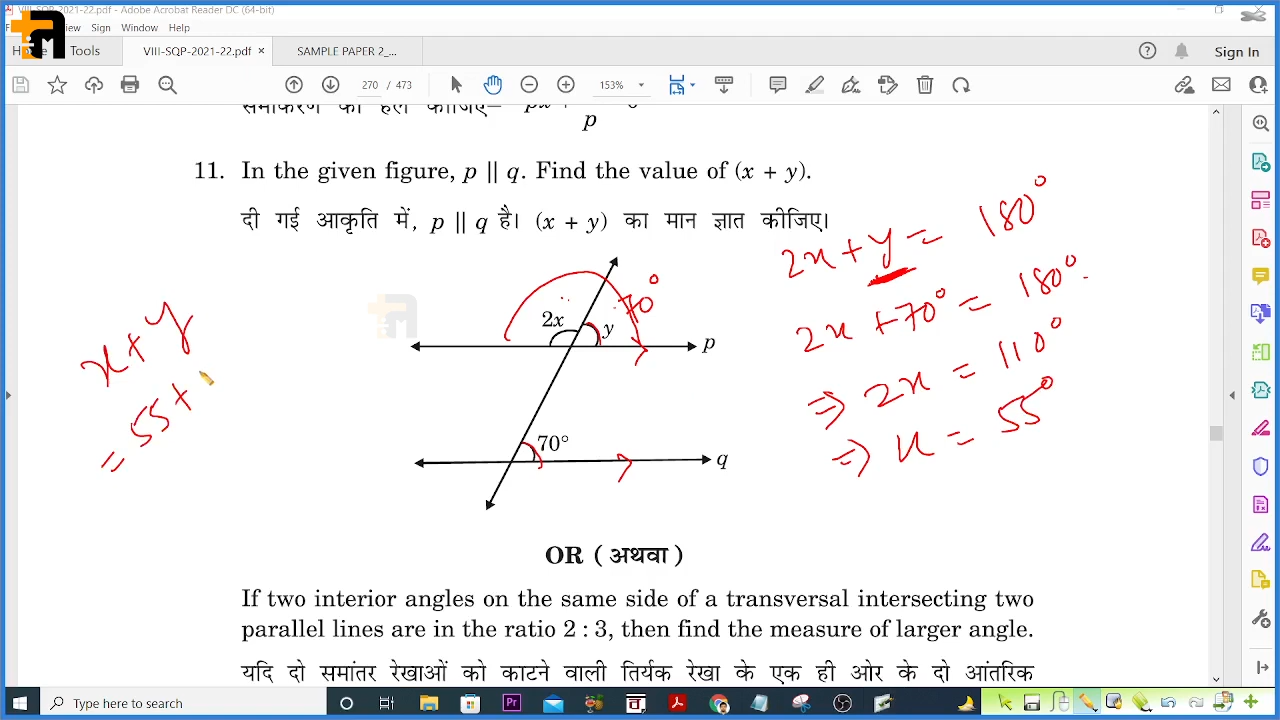 VIII-SQP-2021-22.pdf - Adobe Acrobat Reader DC (64-bit)
View Sign Window Help
Tools VIII-SQP-2021-22.pdf × SAMPLE PAPER 2_... Sign In
270 / 473 153%
p
11. In the given figure, p || q. Find the value of (x + y).
दी गई आकृति में, p || q है। (x + y) का मान ज्ञात कीजिए।
2x + y = 180°
2x + 70° = 180°
⇒ 2x = 110°
⇒ x = 55°
x + y
= 55 +
70°
2x
y
p
70°
q
OR ( अथवा )
If two interior angles on the same side of a transversal intersecting two
parallel lines are in the ratio 2 : 3, then find the measure of larger angle.
यदि दो समांतर रेखाओं को काटने वाली तिर्यक रेखा के एक ही ओर के दो आंतरिक
Type here to search